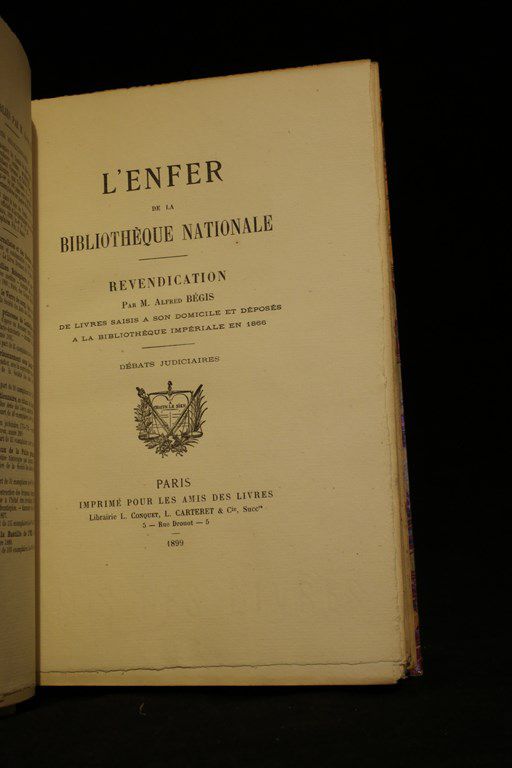 L'ENFER
DE LA
BIBLIOTHÈQUE NATIONALE
REVENDICATION
PAR M. ALFRED BÉGIS
DE LIVRES SAISIS A SON DOMICILE ET DÉPOSÉS
A LA BIBLIOTHÈQUE IMPÉRIALE EN 1866
DÉBATS JUDICIAIRES
PARIS
IMPRIMÉ POUR LES AMIS DES LIVRES
Librairie L. CONQUET, L. CARTERET & Cie, Succrs
5 — Rue Drouot — 5
1899